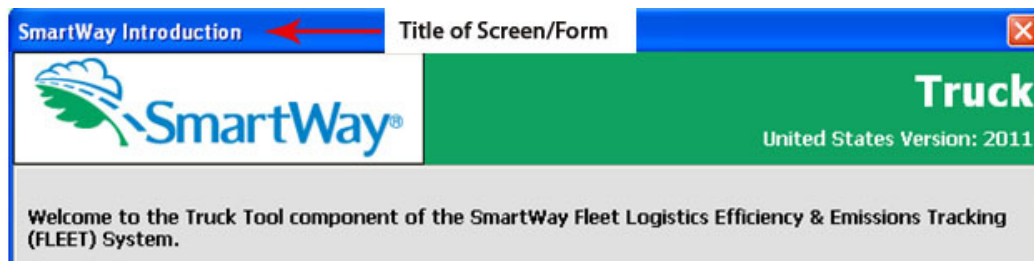 SmartWay Introduction
Title of Screen/Form
SmartWay®
Truck
United States Version: 2011
Welcome to the Truck Tool component of the SmartWay Fleet Logistics Efficiency & Emissions Tracking
(FLEET) System.